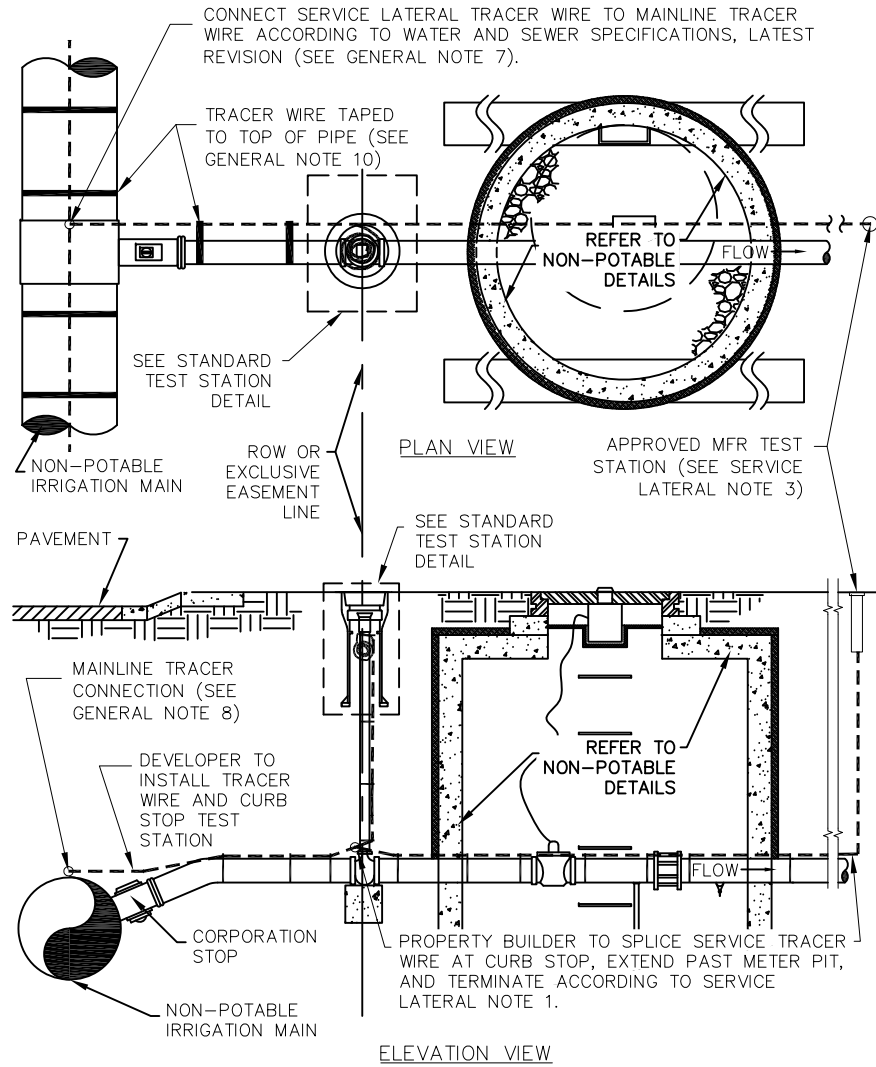 CONNECT SERVICE LATERAL TRACER WIRE TO MAINLINE TRACER
WIRE ACCORDING TO WATER AND SEWER SPECIFICATIONS, LATEST
REVISION (SEE GENERAL NOTE 7).
TRACER WIRE TAPED
TO TOP OF PIPE (SEE
GENERAL NOTE 10)
REFER TO
NON-POTABLE
DETAILS
FLOW
SEE STANDARD
TEST STATION
DETAIL
NON-POTABLE
IRRIGATION MAIN
ROW OR
EXCLUSIVE
EASEMENT
LINE
PLAN VIEW
APPROVED MFR TEST
STATION (SEE SERVICE
LATERAL NOTE 3)
SEE STANDARD
TEST STATION
DETAIL
PAVEMENT
MAINLINE TRACER
CONNECTION (SEE
GENERAL NOTE 8)
DEVELOPER TO
INSTALL TRACER
WIRE AND CURB
STOP TEST
STATION
REFER TO
NON-POTABLE
DETAILS
FLOW
CORPORATION
STOP
PROPERTY BUILDER TO SPLICE SERVICE TRACER
WIRE AT CURB STOP, EXTEND PAST METER PIT,
AND TERMINATE ACCORDING TO SERVICE
LATERAL NOTE 1.
NON-POTABLE
IRRIGATION MAIN
ELEVATION VIEW